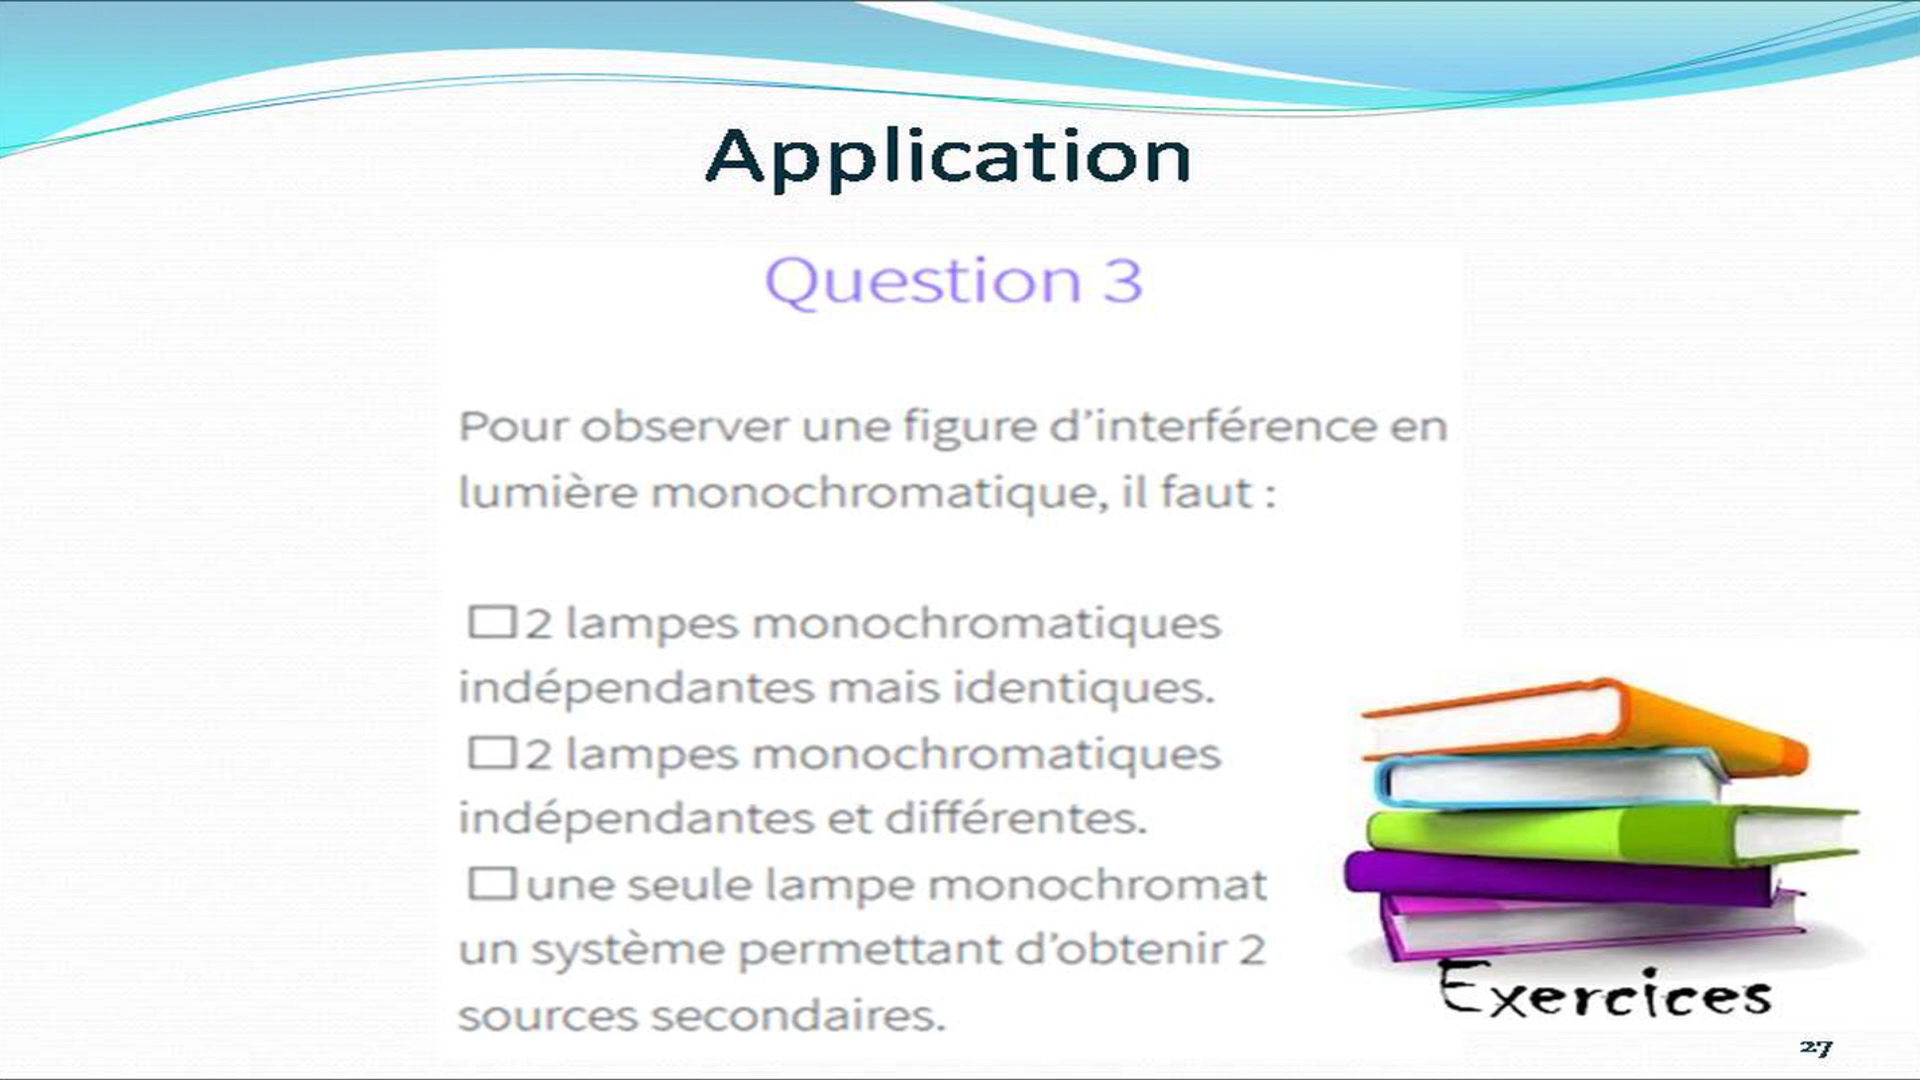 Application
Question 3
Pour observer une figure d'interférence en
lumière monochromatique, il faut :
☐2 lampes monochromatiques
indépendantes mais identiques.
☐2 lampes monochromatiques
indépendantes et différentes.
☐une seule lampe monochromat
un système permettant d'obtenir 2
sources secondaires.
Exercices
27